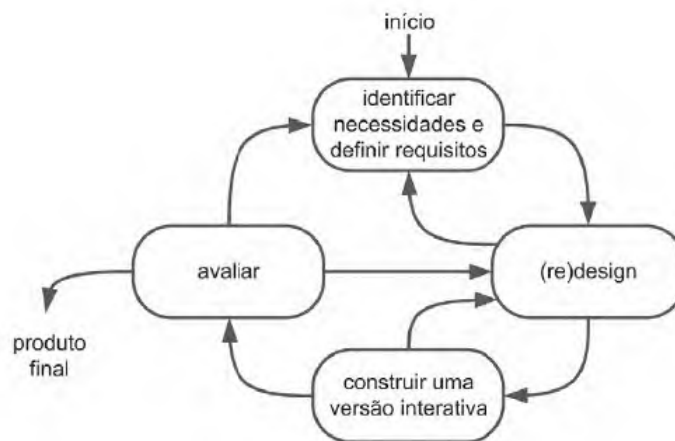 início
identificar
necessidades e
definir requisitos
avaliar
(re)design
produto
final
construir uma
versão interativa